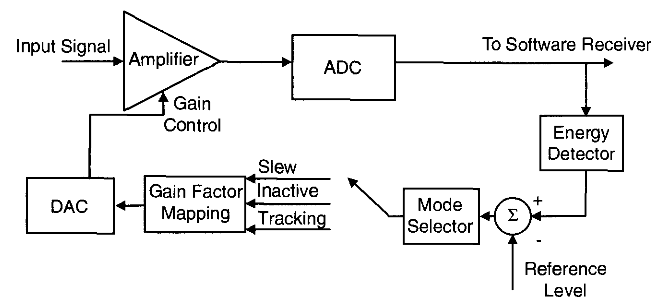 Input Signal
Amplifier
ADC
To Software Receiver
Gain
Control
Energy
Detector
DAC
Gain Factor
Mapping
Slew
Inactive
Tracking
Mode
Selector
Σ
+
-
Reference
Level